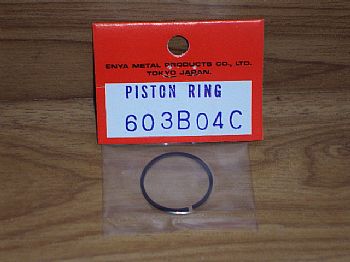 ENYA METAL PRODUCTS CO., LTD.
TOKYO JAPAN.
PISTON RING
603B04C